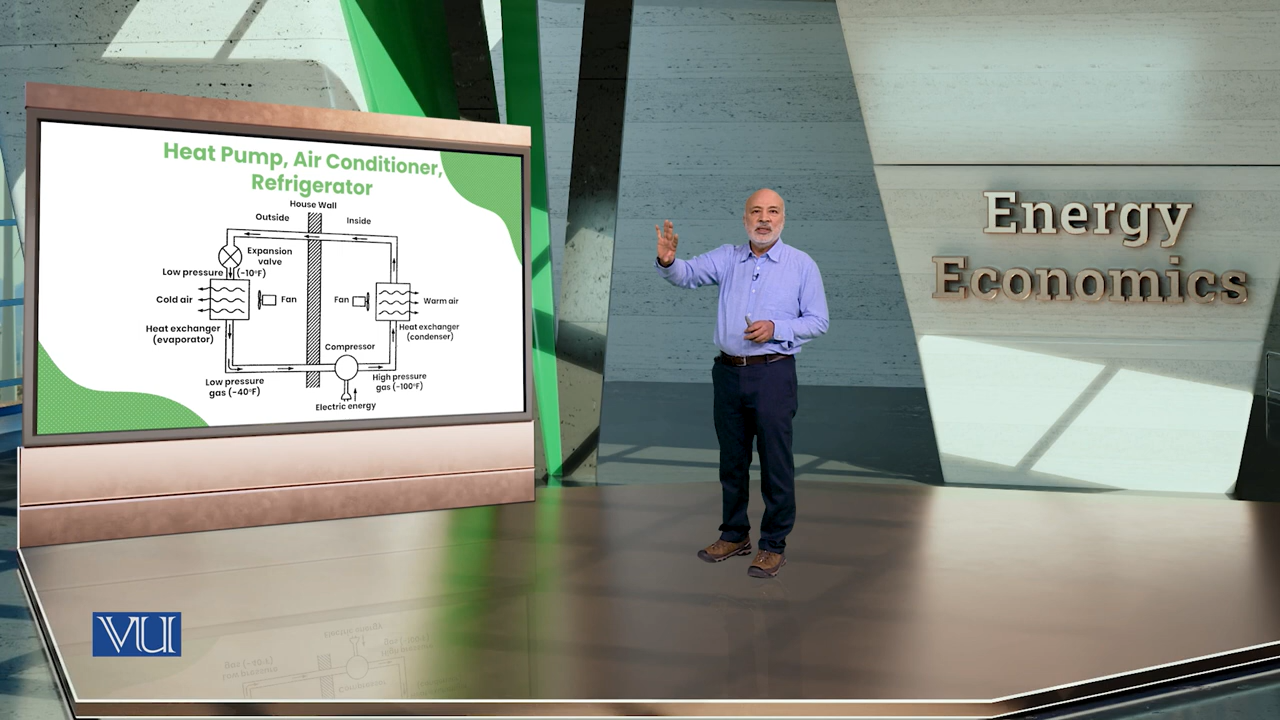 Heat Pump, Air Conditioner,
Refrigerator
House Wall
Outside
Inside
Expansion
valve
Low pressure
(-10°F)
Cold air
Fan
Fan
Warm air
Heat exchanger
(evaporator)
Heat exchanger
(condenser)
Compressor
Low pressure
gas (-40°F)
High pressure
gas (-100°F)
Electric energy
Energy
Economics
VU